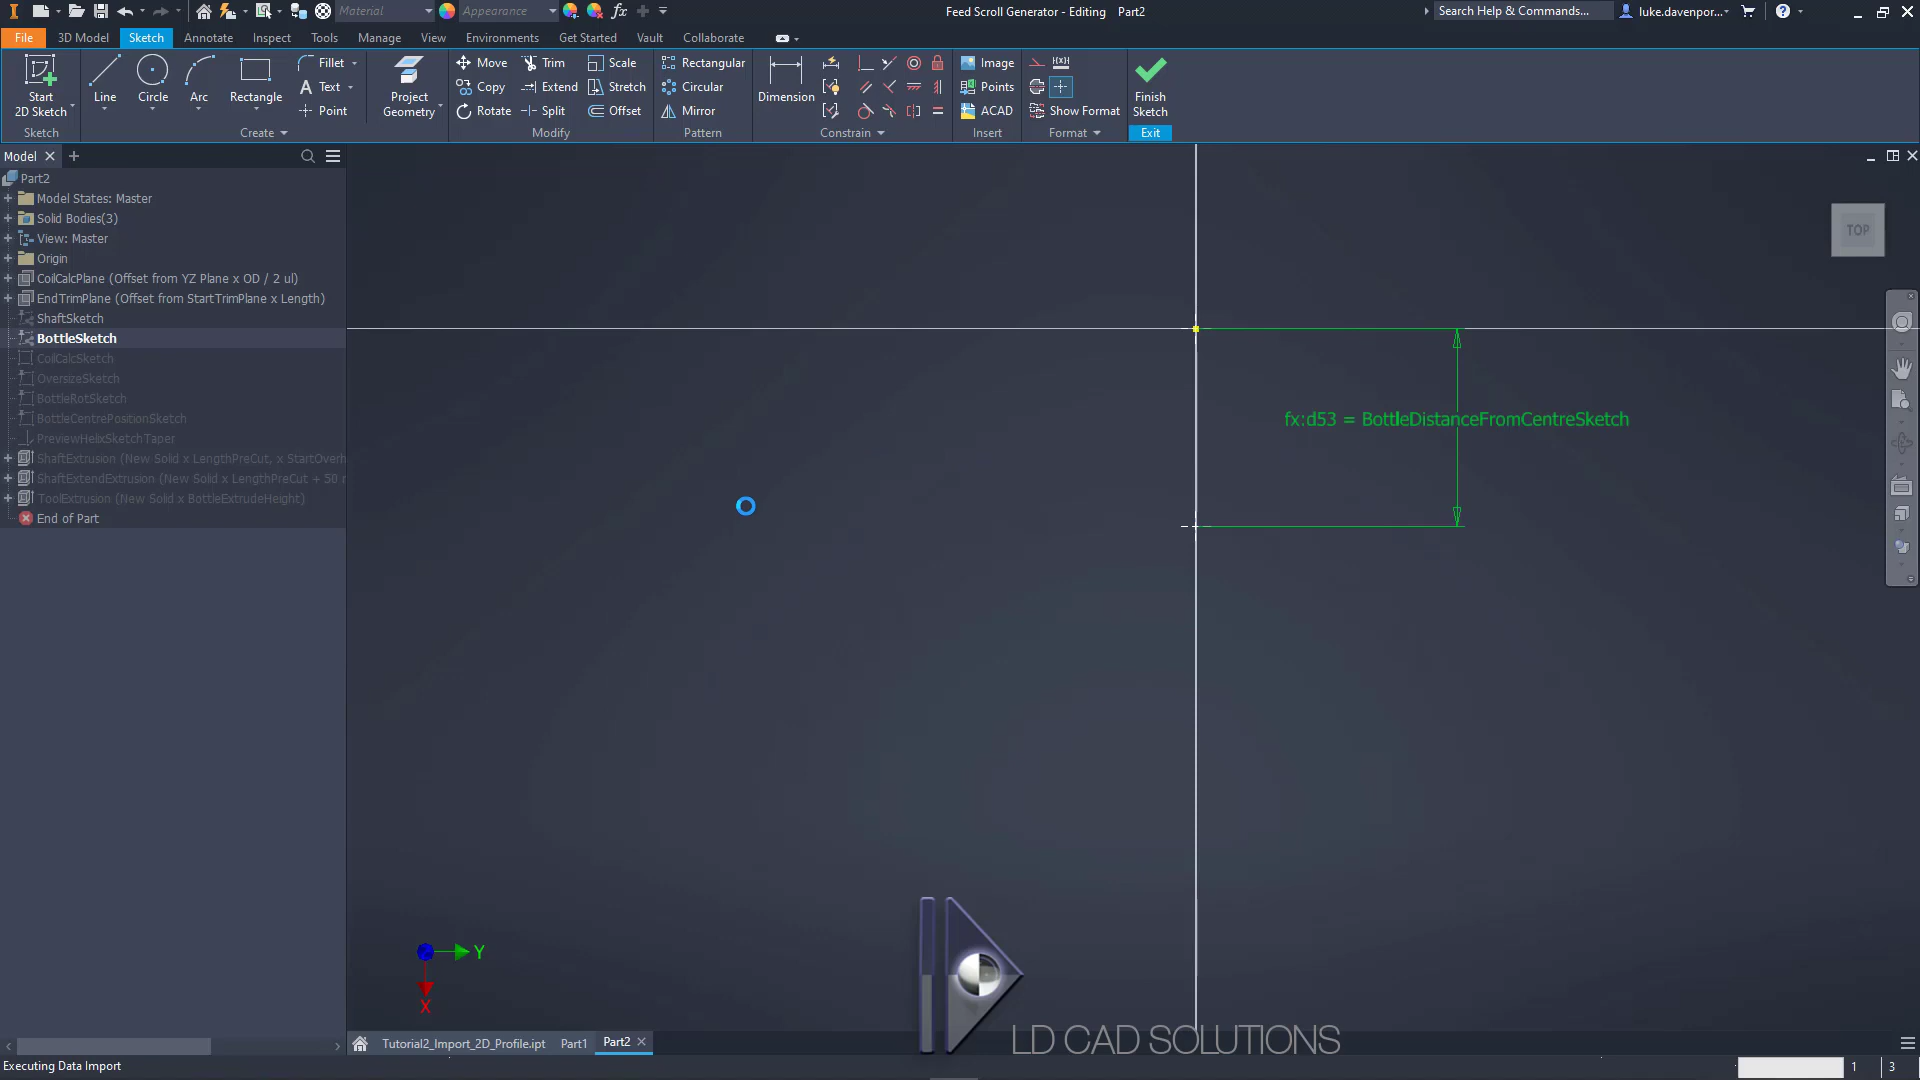 Material
Appearance
fx
Feed Scroll Generator - Editing Part2
Search Help & Commands...
luke.davenpor...
File 3D Model Sketch Annotate Inspect Tools Manage View Environments Get Started Vault Collaborate
Start
2D Sketch
Line
Circle
Arc
Rectangle
Fillet
Text
Point
Project
Geometry
Move
Copy
Rotate
Trim
Extend
Split
Scale
Stretch
Offset
Rectangular
Circular
Mirror
Dimension
Image
Points
ACAD
Show Format
Finish
Sketch
Sketch Create Modify Pattern Constrain Insert Format Exit
Model
Part2
Model States: Master
Solid Bodies(3)
View: Master
Origin
CoilCalcPlane (Offset from YZ Plane x OD / 2 ul)
EndTrimPlane (Offset from StartTrimPlane x Length)
ShaftSketch
BottleSketch
CoilCalcSketch
OversizeSketch
BottleRotSketch
BottleCentrePositionSketch
PreviewHelixSketchTaper
ShaftExtrusion (New Solid x LengthPreCut, x StartOverh
ShaftExtendExtrusion (New Solid x LengthPreCut + 50 r
ToolExtrusion (New Solid x BottleExtrudeHeight)
End of Part
TOP
fx:d53 = BottleDistanceFromCentreSketch
Y
X
LD CAD SOLUTIONS
Tutorial2_Import_2D_Profile.ipt Part1 Part2
Executing Data Import
1 3